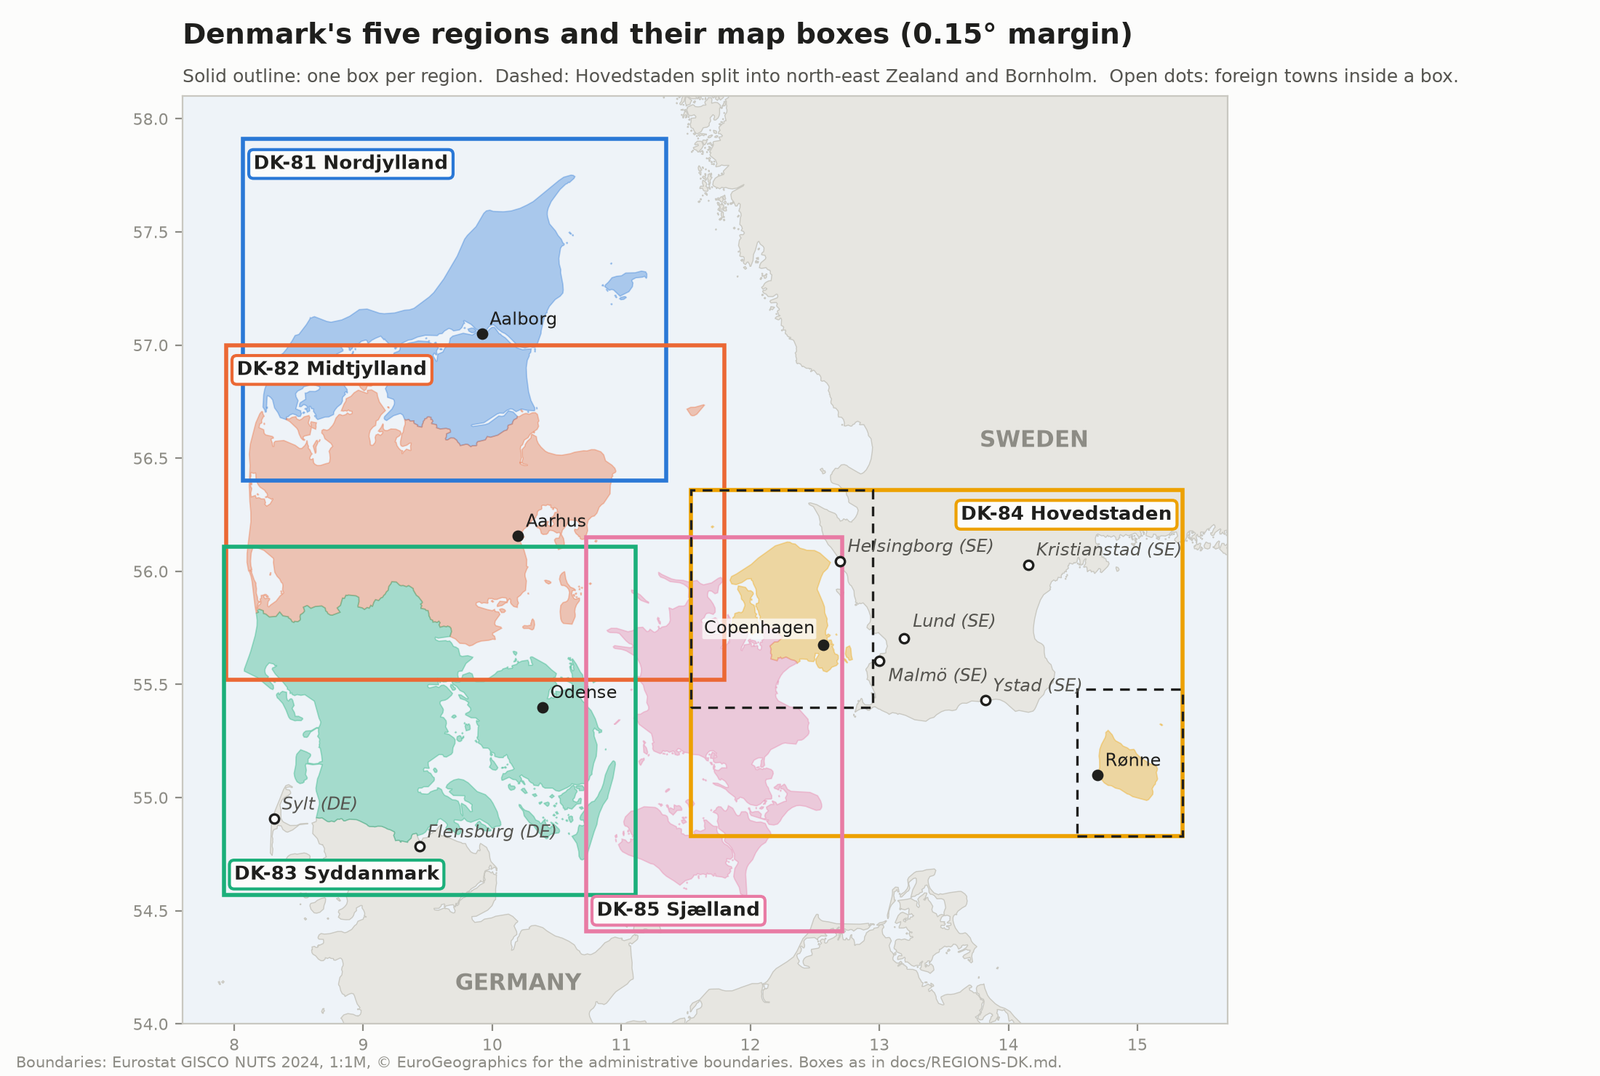 Denmark's five regions and their map boxes (0.15° margin)
Solid outline: one box per region.  Dashed: Hovedstaden split into north-east Zealand and Bornholm.  Open dots: foreign towns inside a box.
58.0
DK-81 Nordjylland
57.5
Aalborg
57.0
DK-82 Midtjylland
SWEDEN
56.5
DK-84 Hovedstaden
Aarhus
Helsingborg (SE)
Kristianstad (SE)
56.0
Lund (SE)
Copenhagen
Malmö (SE)
Ystad (SE)
55.5
Odense
Rønne
55.0
Sylt (DE)
Flensburg (DE)
DK-83 Syddanmark
54.5
DK-85 Sjælland
GERMANY
54.0
8 9 10 11 12 13 14 15
Boundaries: Eurostat GISCO NUTS 2024, 1:1M, © EuroGeographics for the administrative boundaries. Boxes as in docs/REGIONS-DK.md.